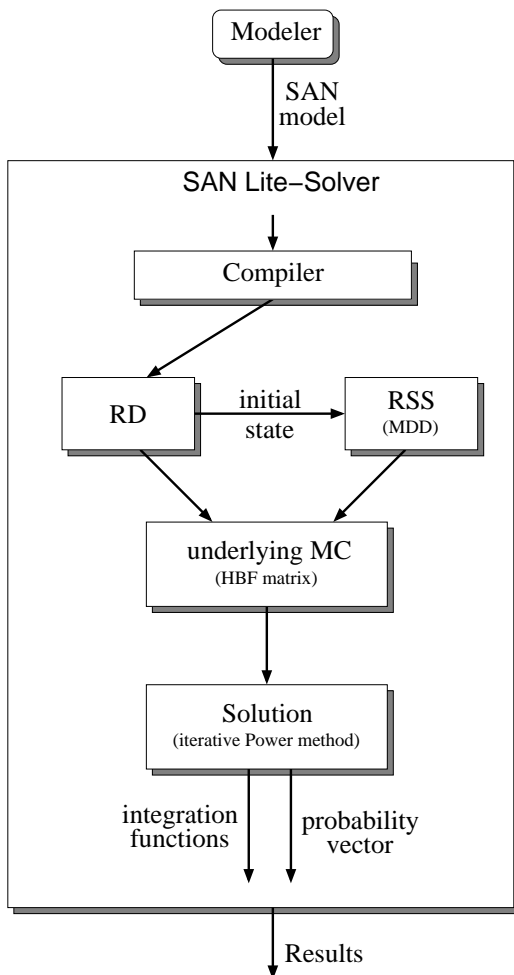 Modeler
SAN
model
SAN Lite−Solver
Compiler
RD
initial
state
RSS
(MDD)
underlying MC
(HBF matrix)
Solution
(iterative Power method)
integration
functions
probability
vector
Results